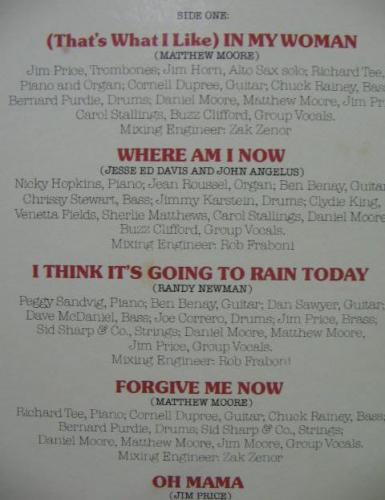 SIDE ONE:
(That's What I Like) IN MY WOMAN
(MATTHEW MOORE)
Jim Price, Trombones; Jim Horn, Alto Sax solo; Richard Tee,
Piano and Organ; Cornell Dupree, Guitar; Chuck Rainey, Bas
Bernard Purdie, Drums; Daniel Moore, Matthew Moore, Jim Pr
Carol Stallings, Buzz Clifford, Group Vocals.
Mixing Engineer: Zak Zenor
WHERE AM I NOW
(JESSE ED DAVIS AND JOHN ANGELUS)
Nicky Hopkins, Piano; Jean Roussel, Organ; Ben Benay, Guitar
Chrissy Stewart, Bass; Jimmy Karstein, Drums; Clydie King,
Venetta Fields, Sherlie Matthews, Carol Stallings, Daniel Moore
Buzz Clifford, Group Vocals.
Mixing Engineer: Rob Fraboni
I THINK IT'S GOING TO RAIN TODAY
(RANDY NEWMAN)
Peggy Sandvig, Piano; Ben Benay, Guitar; Dan Sawyer, Guitar;
Dave McDaniel, Bass; Joe Correro, Drums; Jim Price, Brass;
Sid Sharp & Co., Strings; Daniel Moore, Matthew Moore,
Jim Price, Group Vocals.
Mixing Engineer: Rob Fraboni
FORGIVE ME NOW
(MATTHEW MOORE)
Richard Tee, Piano; Cornell Dupree, Guitar; Chuck Rainey, Bass;
Bernard Purdie, Drums; Sid Sharp & Co., Strings;
Daniel Moore, Matthew Moore, Jim Moore, Group Vocals.
Mixing Engineer: Zak Zenor
OH MAMA
(JIM PRICE)